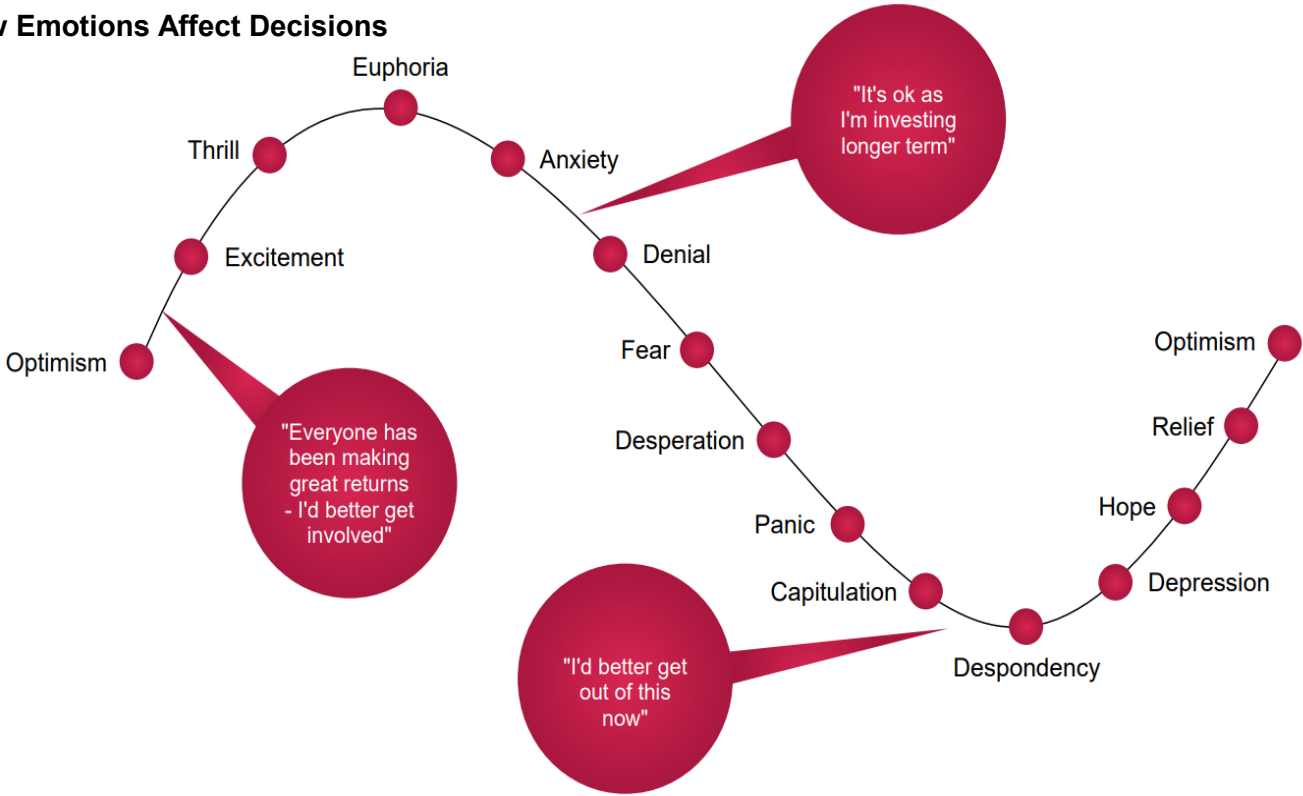 Emotions Affect Decisions
Euphoria
Thrill
Anxiety
Excitement
Optimism
"Everyone has
been making
great returns
- I'd better get
involved"
"It's ok as
I'm investing
longer term"
Denial
Fear
Desperation
Panic
Capitulation
"I'd better get
out of this
now"
Despondency
Depression
Hope
Relief
Optimism